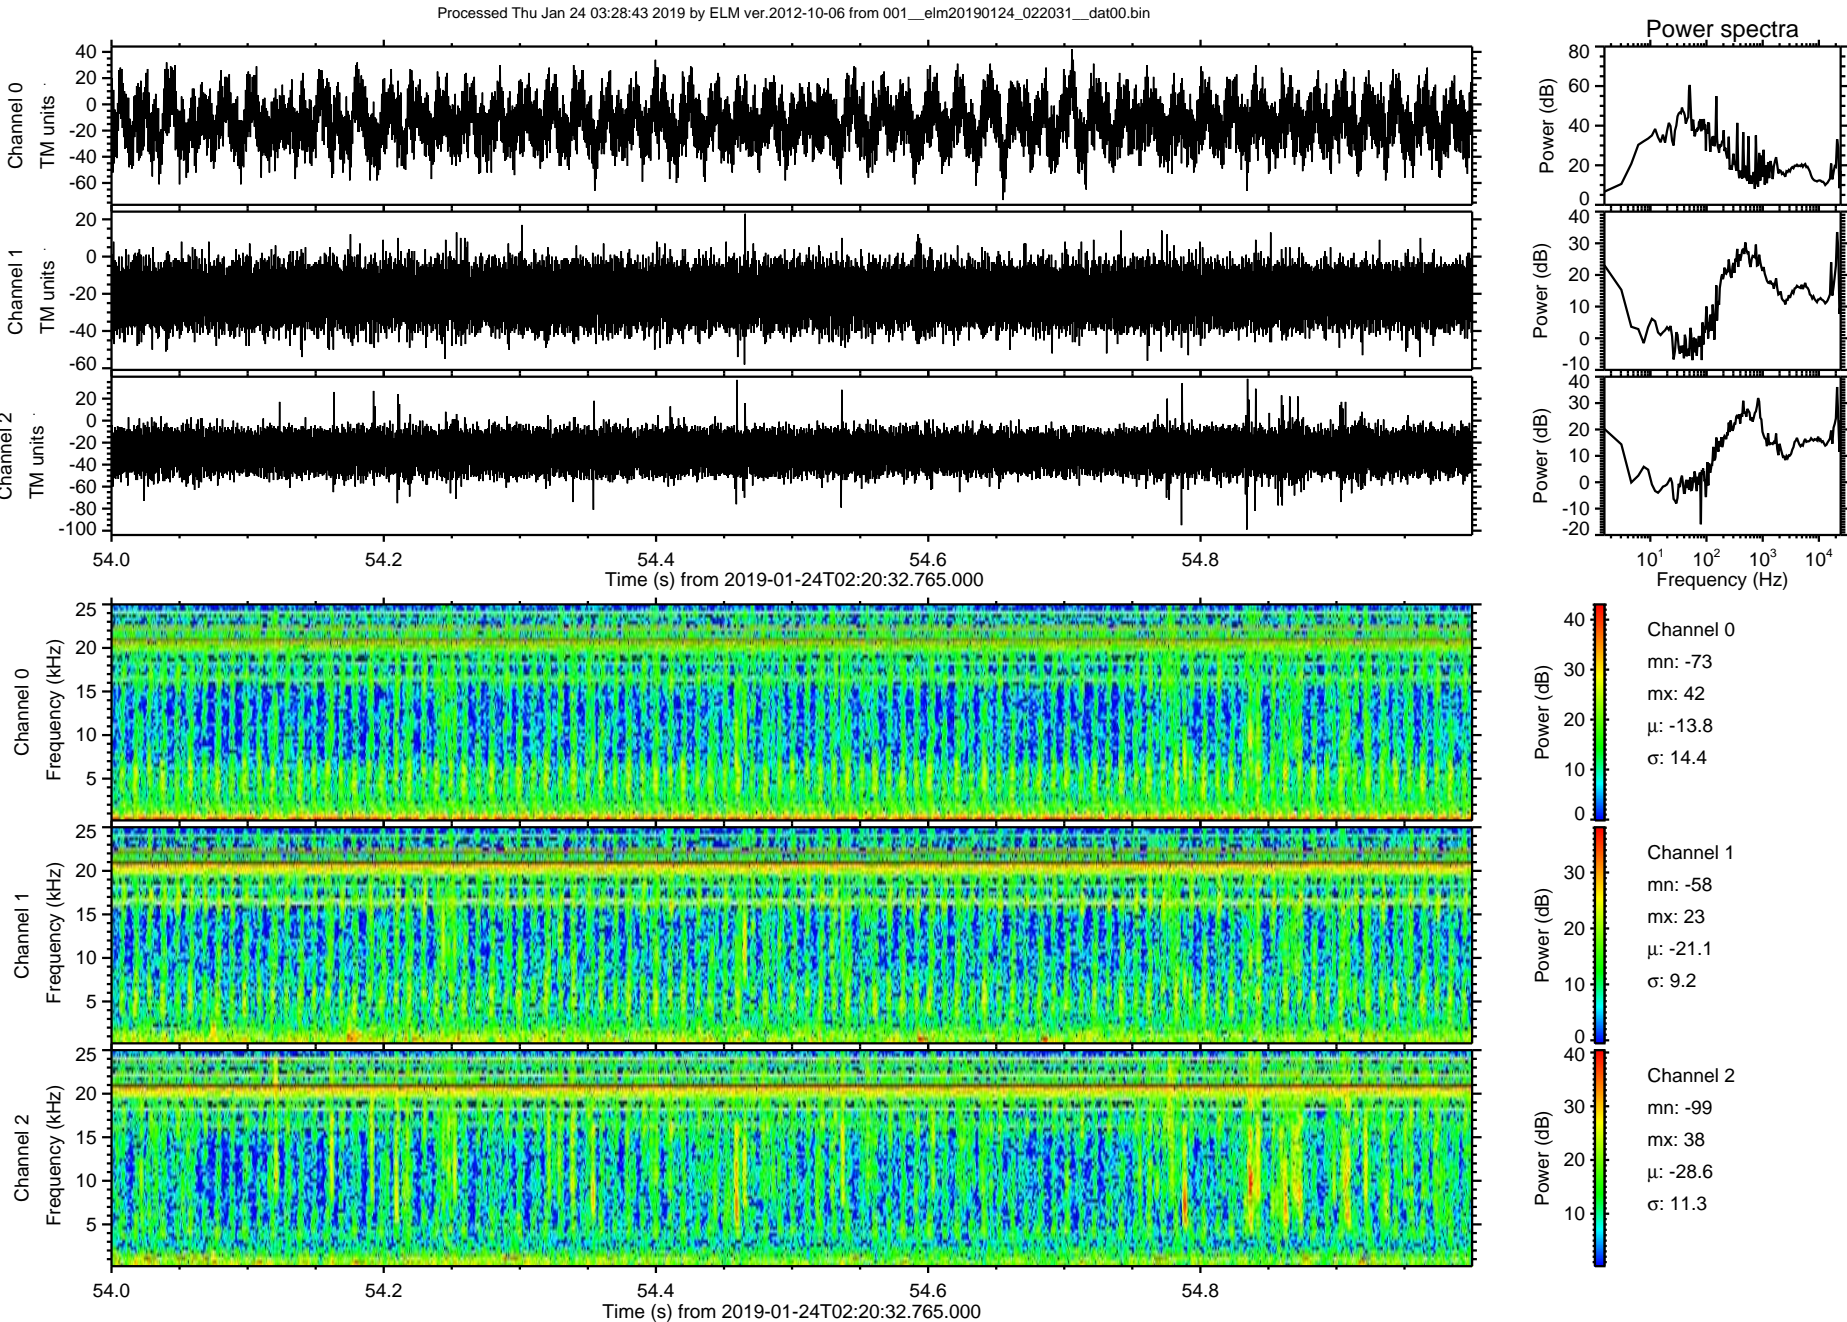 Processed Thu Jan 24 03:28:43 2019 by ELM ver.2012-10-06 from 001__elm20190124_022031__dat00.bin
Power spectra
Channel 0
TM units
40
20
0
-20
-40
-60
Power (dB)
80
60
40
20
0
Channel 1
TM units
20
0
-20
-40
-60
Power (dB)
40
30
20
10
0
-10
Channel 2
TM units
20
0
-20
-40
-60
-80
-100
Power (dB)
40
30
20
10
0
-10
-20
54.0 54.2 54.4 54.6 54.8
Time (s) from 2019-01-24T02:20:32.765.000
10^1 10^2 10^3 10^4
Frequency (Hz)
Channel 0
Frequency (kHz)
25
20
15
10
5
Power (dB)
40
30
20
10
0
Channel 0
mn: -73
mx: 42
μ: -13.8
σ: 14.4
Channel 1
Frequency (kHz)
25
20
15
10
5
Power (dB)
30
20
10
0
Channel 1
mn: -58
mx: 23
μ: -21.1
σ: 9.2
Channel 2
Frequency (kHz)
25
20
15
10
5
Power (dB)
40
30
20
10
Channel 2
mn: -99
mx: 38
μ: -28.6
σ: 11.3
54.0 54.2 54.4 54.6 54.8
Time (s) from 2019-01-24T02:20:32.765.000